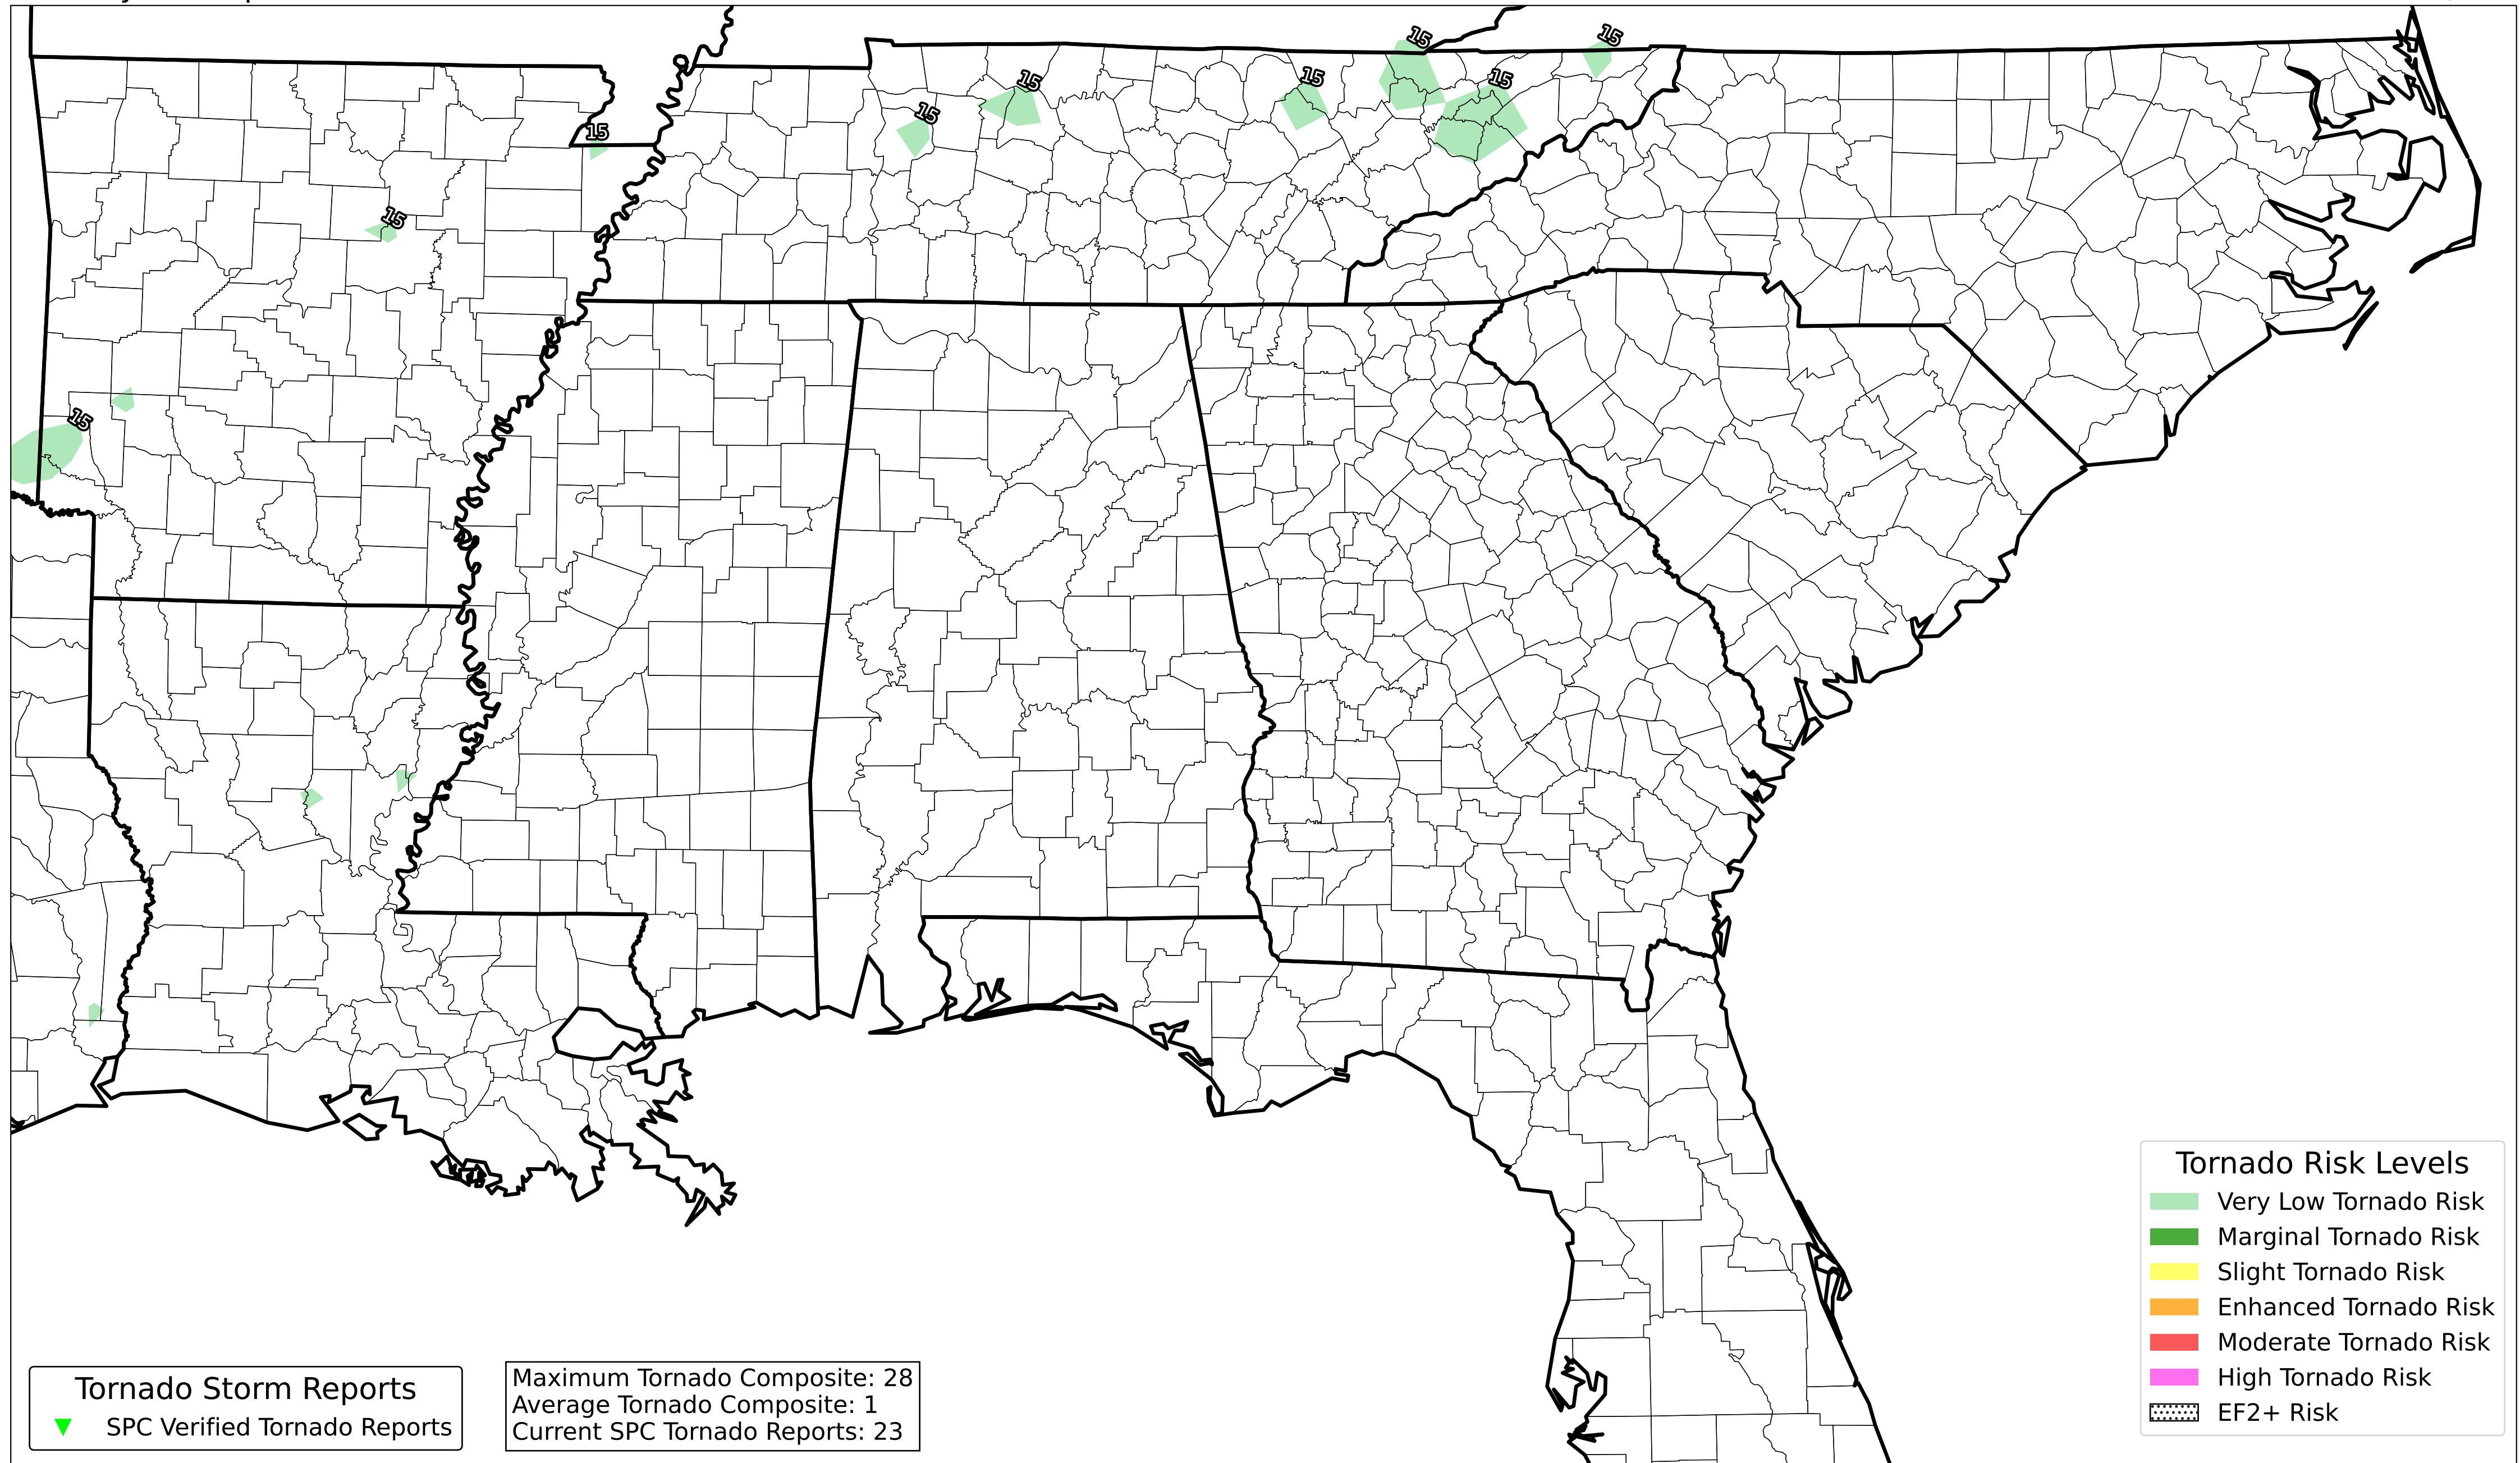 15
15
15
15
15
15
15
15
15
Tornado Risk Levels
Very Low Tornado Risk
Marginal Tornado Risk
Slight Tornado Risk
Enhanced Tornado Risk
Moderate Tornado Risk
High Tornado Risk
EF2+ Risk
Tornado Storm Reports
SPC Verified Tornado Reports
Maximum Tornado Composite: 28
Average Tornado Composite: 1
Current SPC Tornado Reports: 23